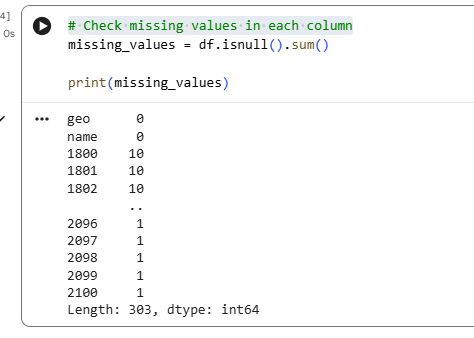 4]
0s
# Check missing values in each column
missing_values = df.isnull().sum()
print(missing_values)
geo 0
name 0
1800 10
1801 10
1802 10
..
2096 1
2097 1
2098 1
2099 1
2100 1
Length: 303, dtype: int64